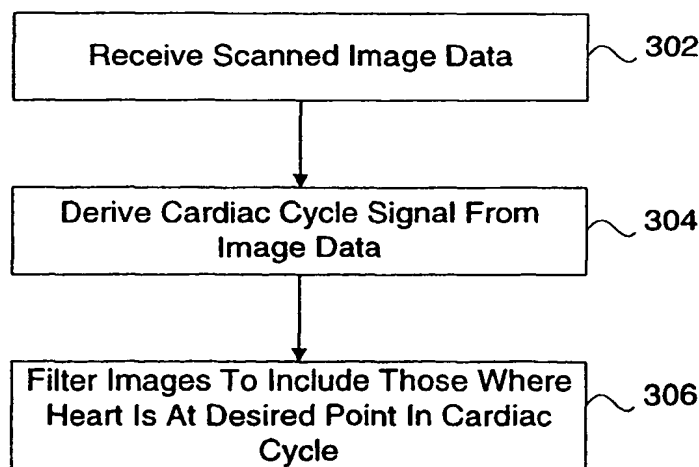 Receive Scanned Image Data
302
Derive Cardiac Cycle Signal From
Image Data
304
Filter Images To Include Those Where
Heart Is At Desired Point In Cardiac
Cycle
306